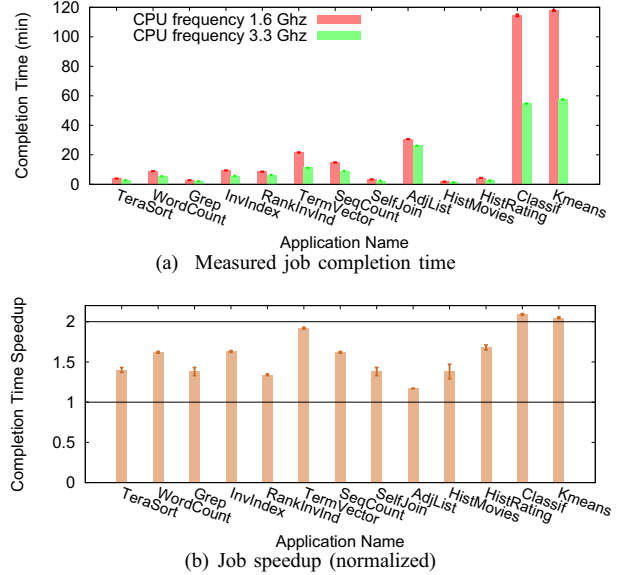 120
100
80
60
40
20
0
Completion Time (min)
CPU frequency 1.6 Ghz
CPU frequency 3.3 Ghz
TeraSort
WordCount
Grep
InvIndex
RankInvInd
TermVector
SeqCount
SelfJoin
AdjList
HistMovies
HistRating
Classif
Kmeans
Application Name
(a) Measured job completion time
2
1.5
1
0.5
0
Completion Time Speedup
TeraSort
WordCount
Grep
InvIndex
RankInvInd
TermVector
SeqCount
SelfJoin
AdjList
HistMovies
HistRating
Classif
Kmeans
Application Name
(b) Job speedup (normalized)